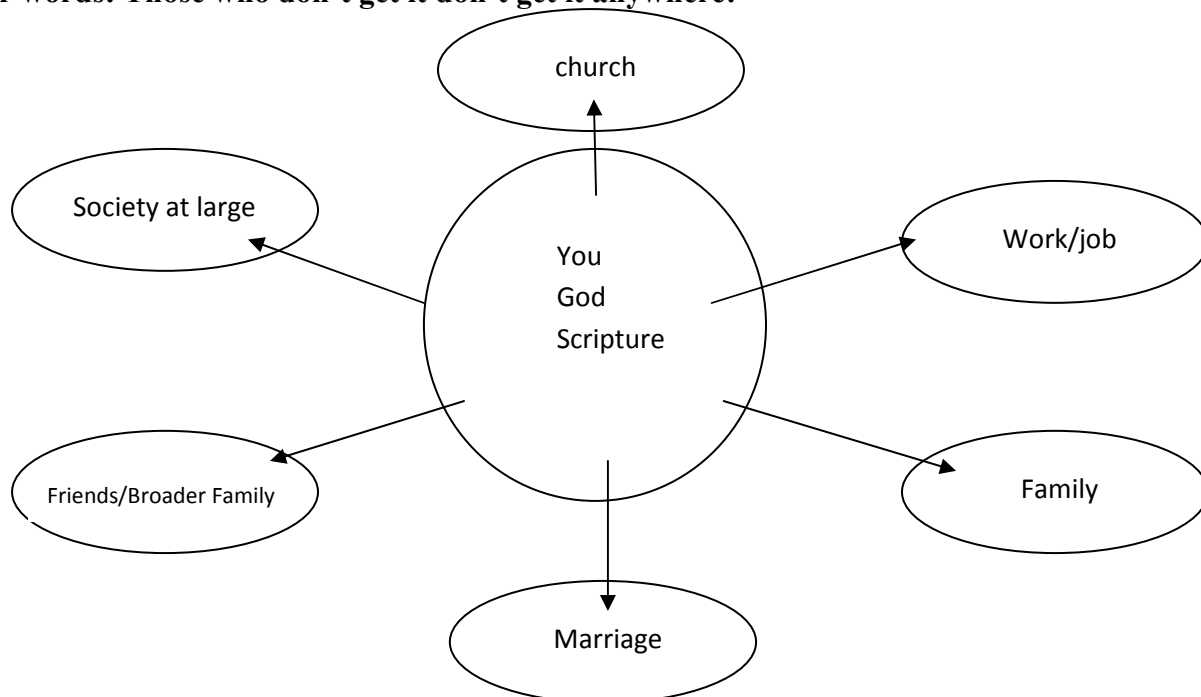 words. Those who don't get it don't get it anywhere.
church
Society at large
Work/job
You
God
Scripture
Friends/Broader Family
Family
Marriage